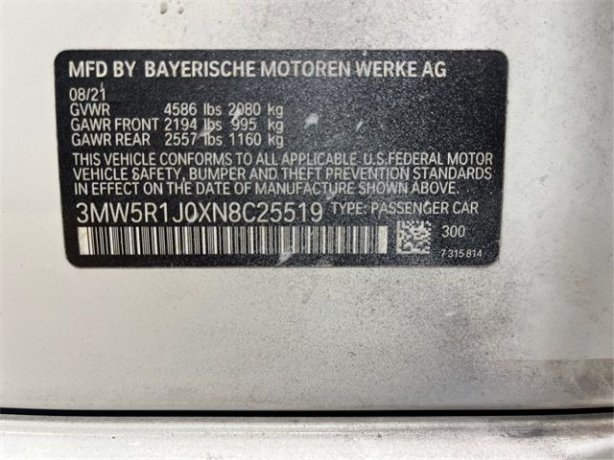 MFD BY BAYERISCHE MOTOREN WERKE AG
08/21
GVWR 4586 lbs 2080 kg
GAWR FRONT 2194 lbs 995 kg
GAWR REAR 2557 lbs 1160 kg
THIS VEHICLE CONFORMS TO ALL APPLICABLE U.S.FEDERAL MOTOR
VEHICLE SAFETY, BUMPER AND THEFT PREVENTION STANDARDS IN
EFFECT ON THE DATE OF MANUFACTURE SHOWN ABOVE.
3MW5R1J0XN8C25519 TYPE: PASSENGER CAR
300
7 315 814